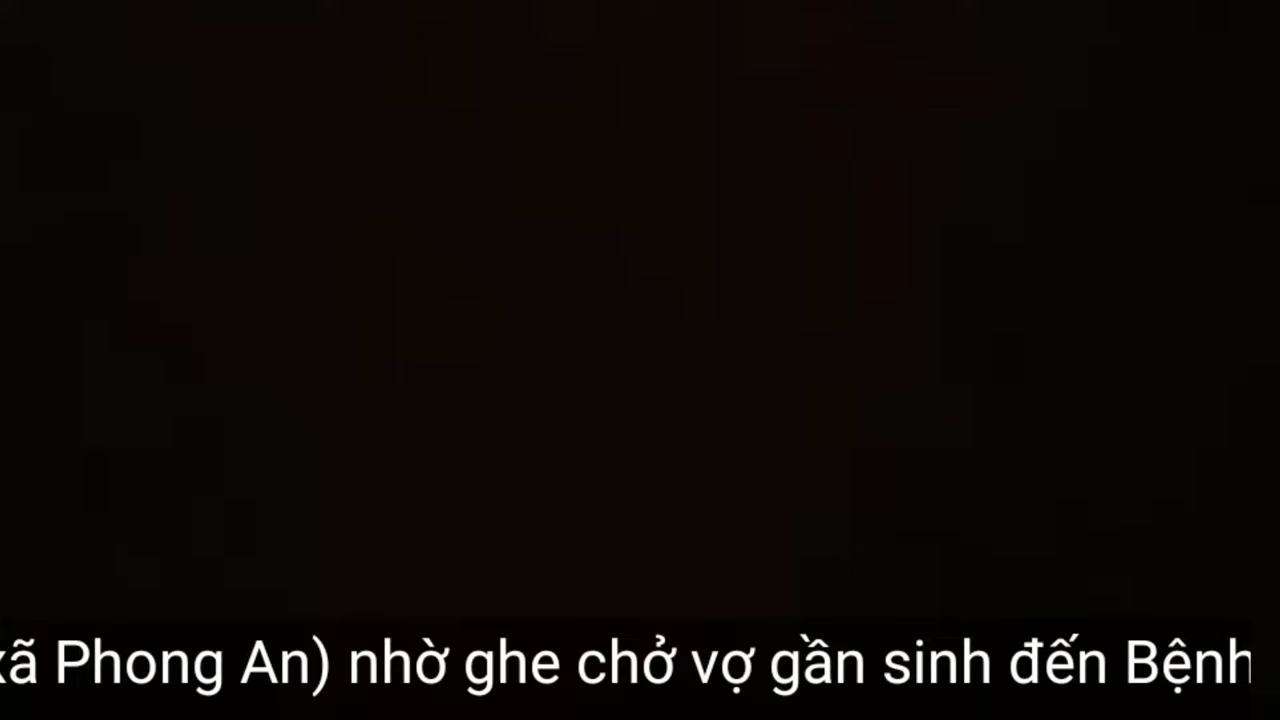 xã Phong An) nhờ ghe chở vợ gần sinh đến Bệnh